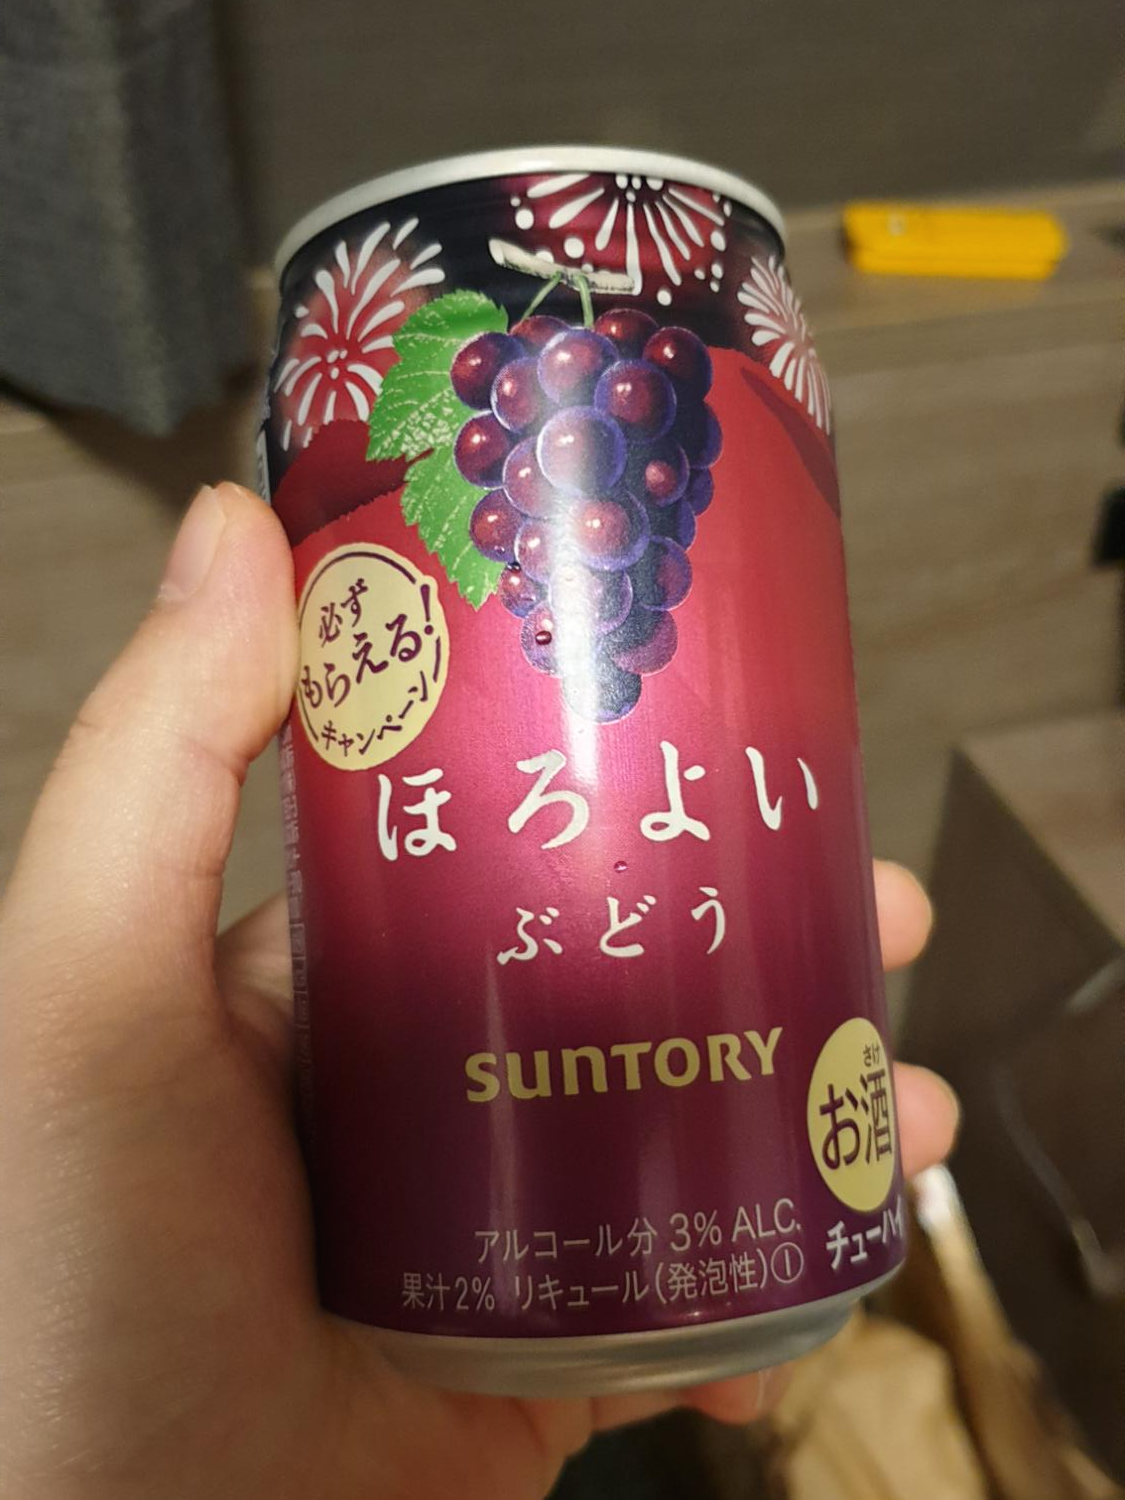 必ず
もらえる!
キャンペーン
ほろよい
ぶどう
SUNTORY
さけ
お酒
チューハイ
アルコール分 3% ALC.
果汁2% リキュール(発泡性)①